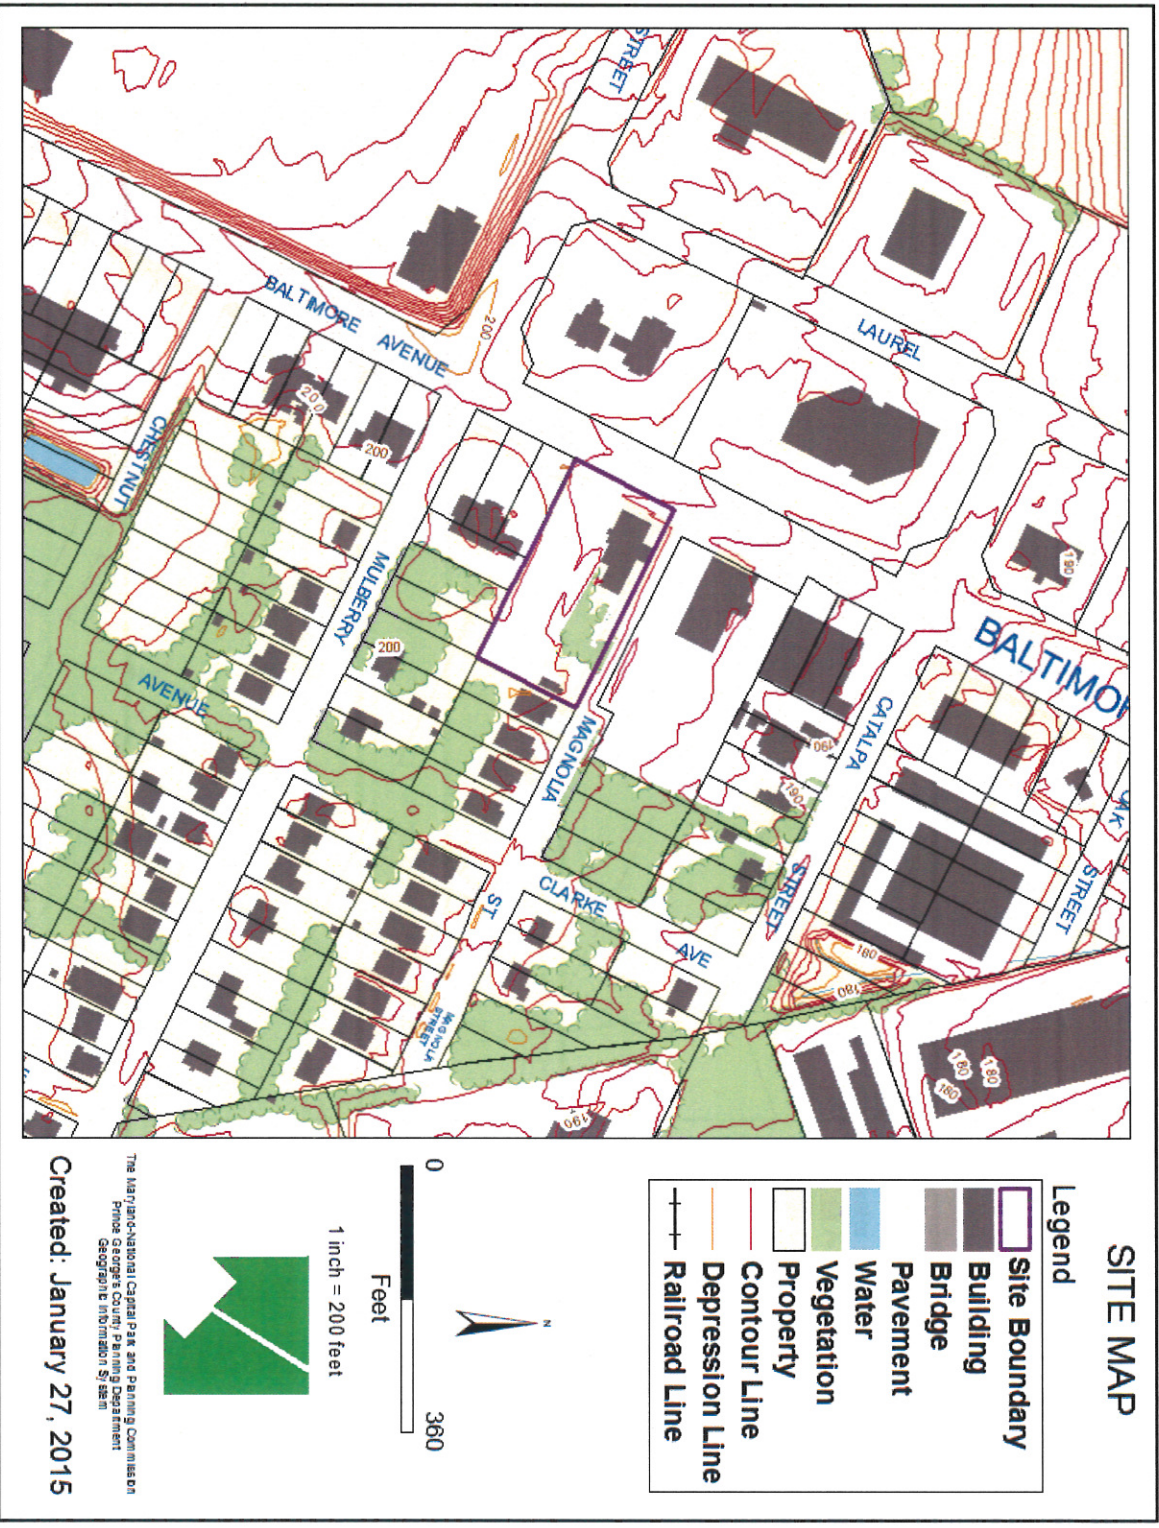 SITE MAP
Legend
Site Boundary
Building
Bridge
Pavement
Water
Vegetation
Property
Contour Line
Depression Line
Railroad Line
N
0
360
Feet
1 inch = 200 feet
The Maryland-National Capital Park and Planning Commission
Prince George's County Planning Department
Geographic Information System
Created: January 27, 2015
STREET
LAUREL
BALTIMORE
AVENUE
200
BALTIMOR
190
OAK
STREET
CATALPA
STREET
190
190
180
180
180
180
180
200
200
CHESTNUT
AVENUE
MULBERRY
200
MAGNOLIA
ST
CLARKE
AVE
MAGNOLIA
STREET
190